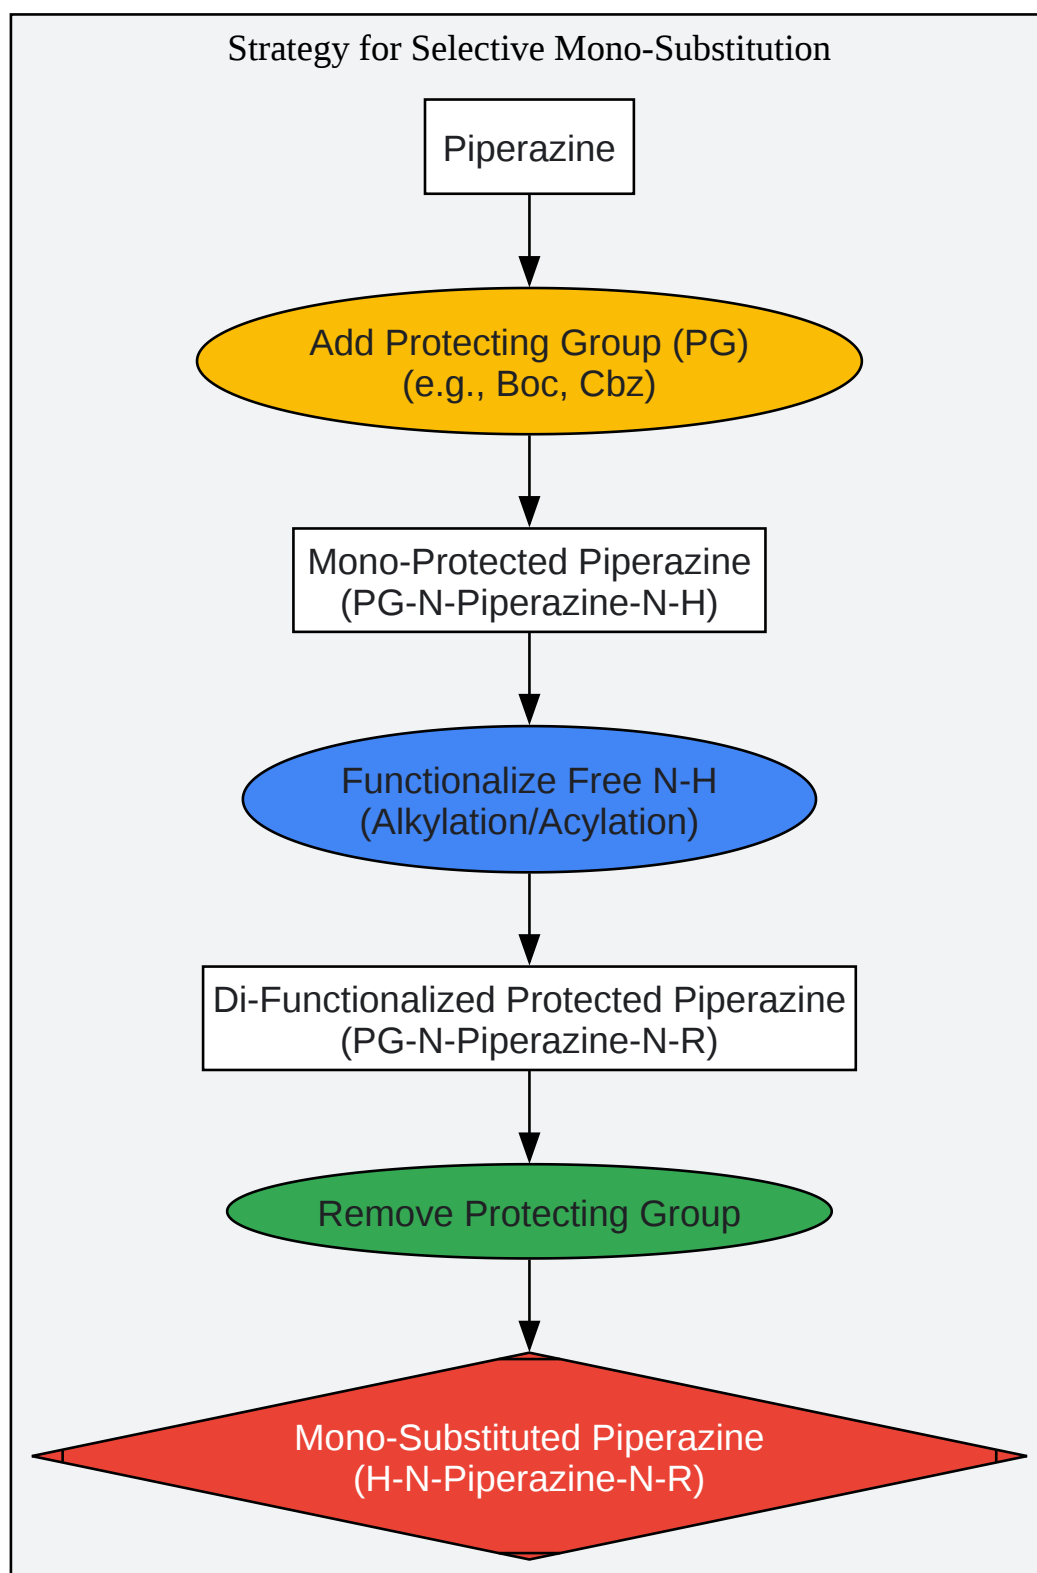 Strategy for Selective Mono-Substitution
Piperazine
Add Protecting Group (PG)
(e.g., Boc, Cbz)
Mono-Protected Piperazine
(PG-N-Piperazine-N-H)
Functionalize Free N-H
(Alkylation/Acylation)
Di-Functionalized Protected Piperazine
(PG-N-Piperazine-N-R)
Remove Protecting Group
Mono-Substituted Piperazine
(H-N-Piperazine-N-R)